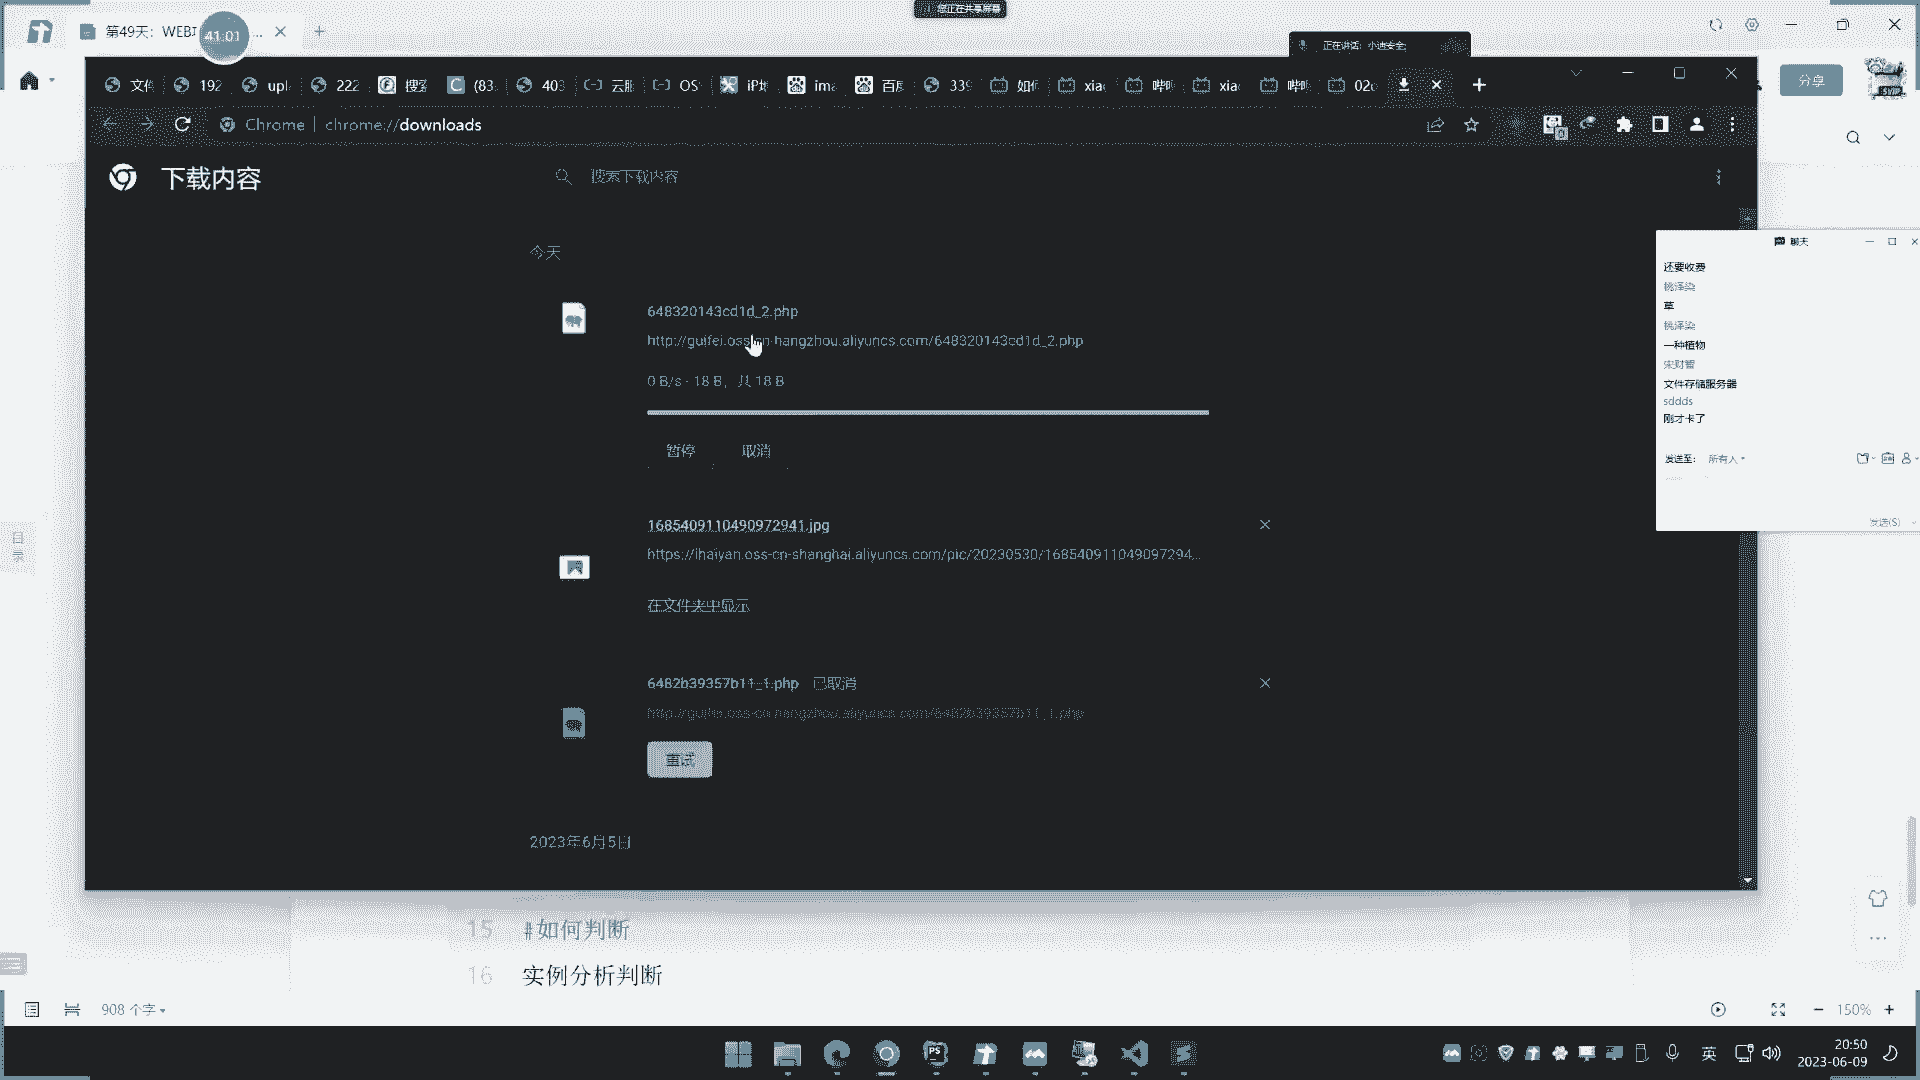 您正在共享屏幕
第49天：WEB
41:01
...
正在讲话: 小迪安全;
分享
文件
192
upl
222
搜索
(83
403
云服
OS
iP地
ima
百度
339
如何
xia
哔哩
xia
哔哩
02c
Chrome
chrome://downloads
下载内容
搜索下载内容
今天
648320143cd1d_2.php
http://guifei.oss-cn-hangzhou.aliyuncs.com/648320143cd1d_2.php
0 B/s - 18 B，共 18 B
暂停
取消
1685409110490972941.jpg
https://ihaiyan.oss-cn-shanghai.aliyuncs.com/pic/20230530/168540911049097294...
在文件夹中显示
6482b39357b11_1.php 已取消
http://guifei.oss-cn-hangzhou.aliyuncs.com/6482b39357b11_1.php
重试
2023年6月5日
聊天
还要收费
桃泽染
草
桃泽染
一种植物
宋财智
文件存储服务器
sddds
刚才卡了
发送至:
所有人
发送(S)
目录
15 #如何判断
16 实例分析判断
908 个字
150%
英
20:50
2023-06-09